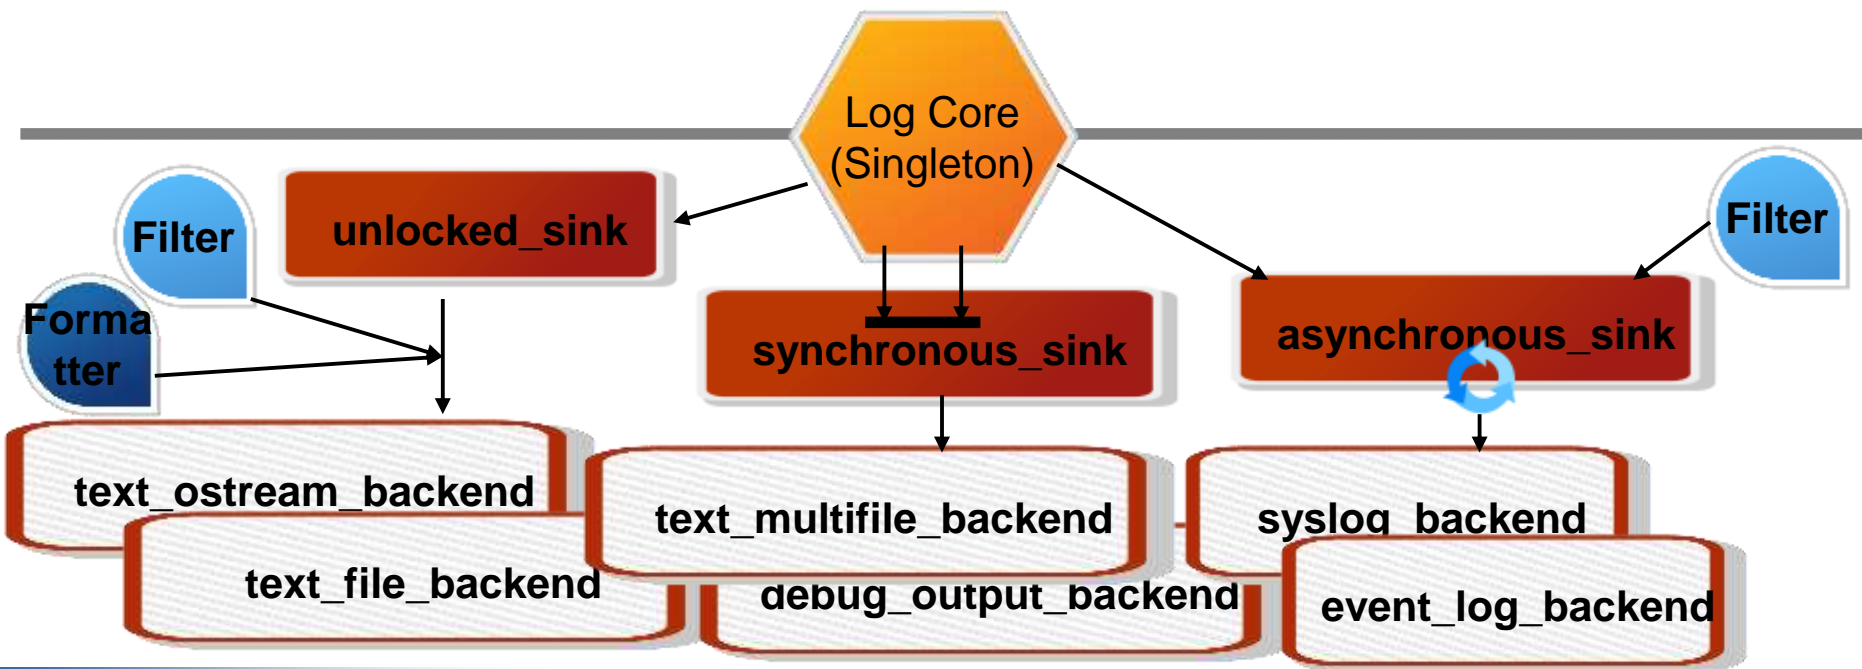 Log Core
(Singleton)
Filter
unlocked_sink
Filter
Forma
tter
synchronous_sink
asynchronous_sink
text_ostream_backend
text_multifile_backend
syslog_backend
text_file_backend
debug_output_backend
event_log_backend